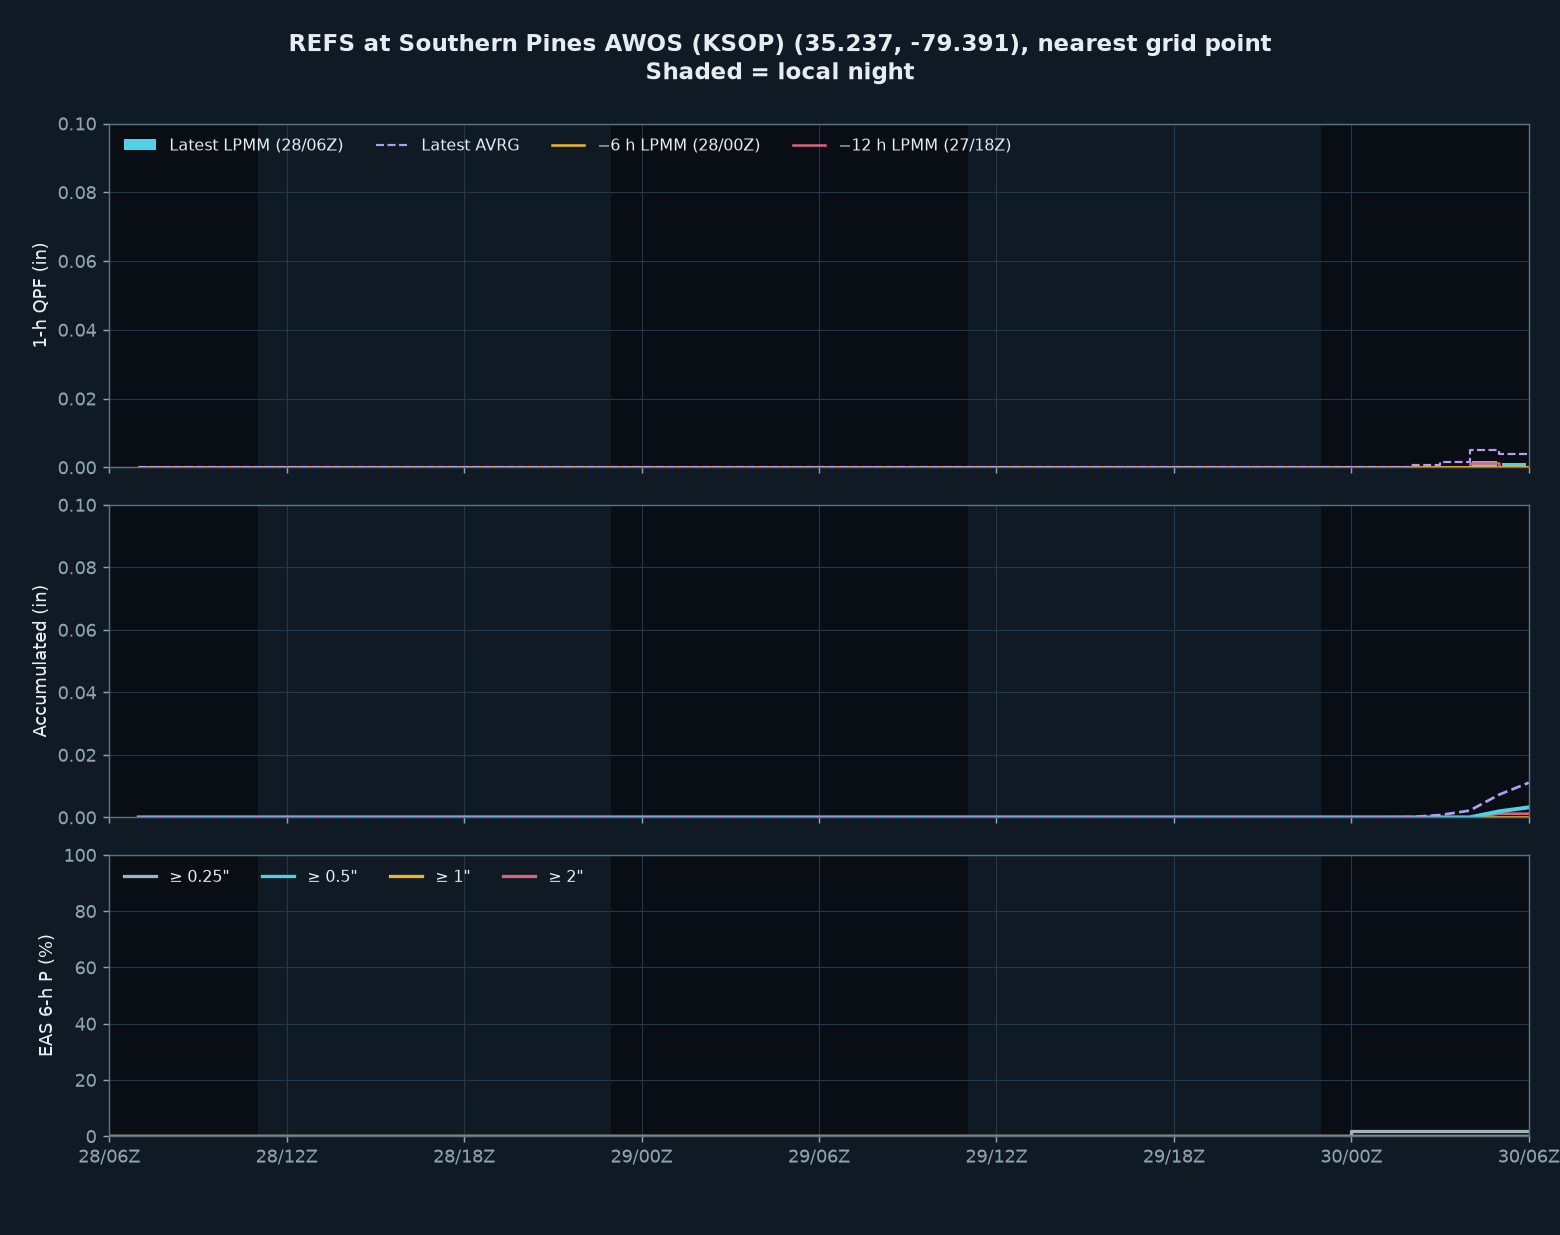 REFS at Southern Pines AWOS (KSOP) (35.237, -79.391), nearest grid point
Shaded = local night
Latest LPMM (28/06Z) Latest AVRG −6 h LPMM (28/00Z) −12 h LPMM (27/18Z)
1-h QPF (in)
0.10
0.08
0.06
0.04
0.02
0.00
Accumulated (in)
0.10
0.08
0.06
0.04
0.02
0.00
≥ 0.25" ≥ 0.5" ≥ 1" ≥ 2"
EAS 6-h P (%)
100
80
60
40
20
0
28/06Z 28/12Z 28/18Z 29/00Z 29/06Z 29/12Z 29/18Z 30/00Z 30/06Z